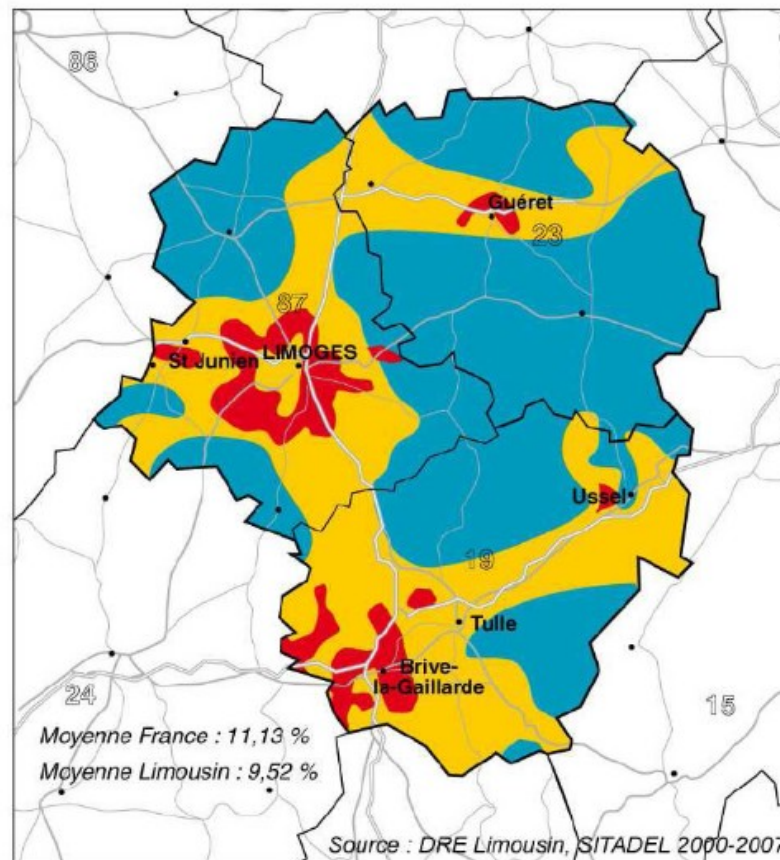 86
Guéret
23
87
St Junien
LIMOGES
Ussel
19
Tulle
Brive-
la-Gaillarde
24
15
Moyenne France : 11,13 %
Moyenne Limousin : 9,52 %
Source : DRE Limousin, SITADEL 2000-2007